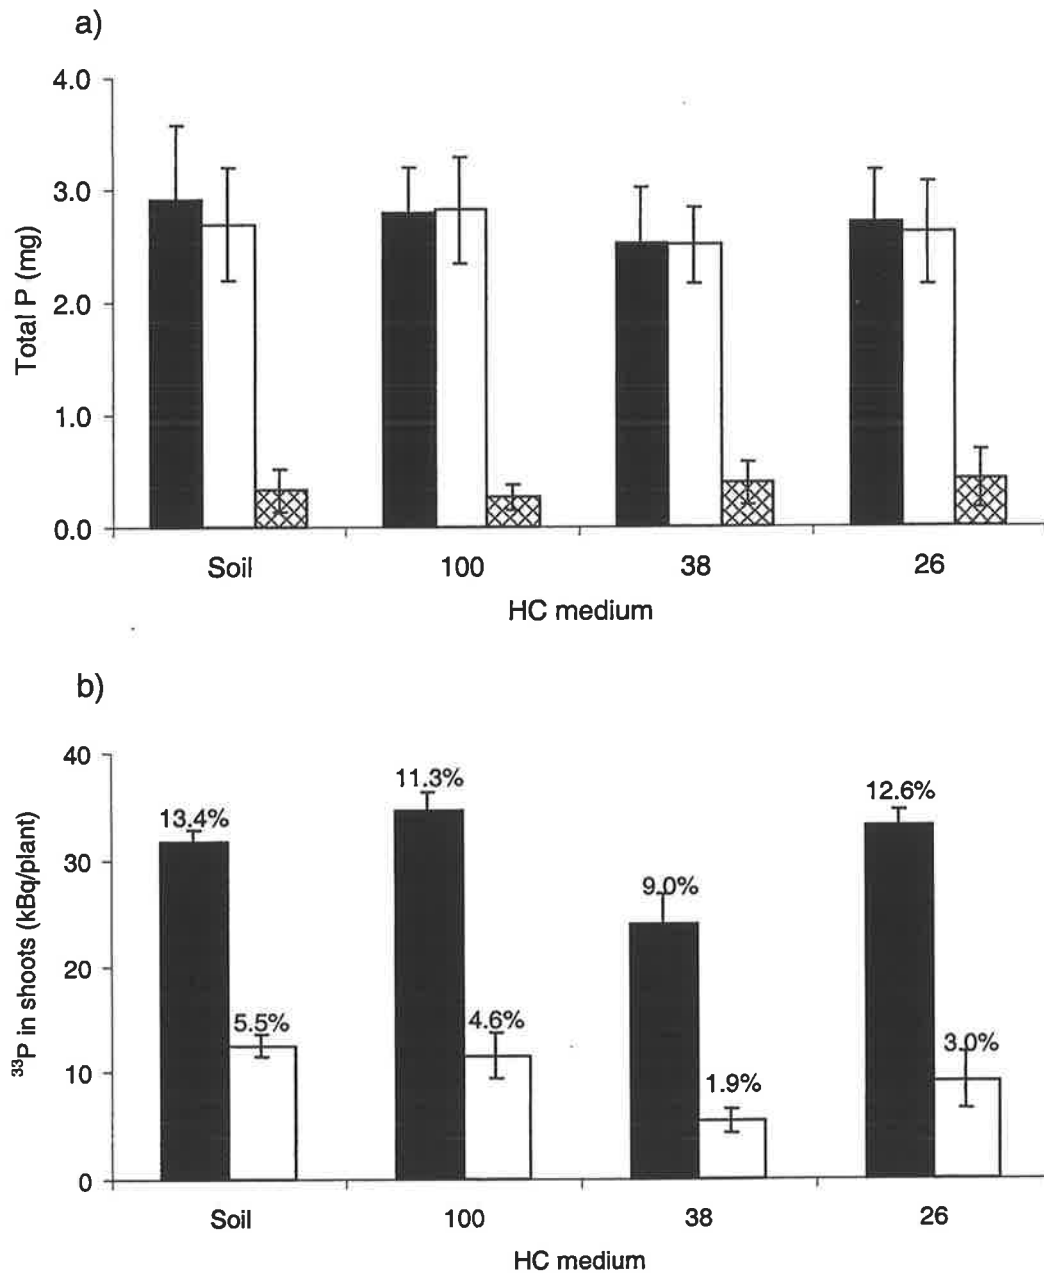 a)
Total P (mg)
4.0
3.0
2.0
1.0
0.0
Soil 100 38 26
HC medium
b)
³³P in shoots (kBq/plant)
40
30
20
10
0
13.4% 5.5% 11.3% 4.6% 9.0% 1.9% 12.6% 3.0%
Soil 100 38 26
HC medium